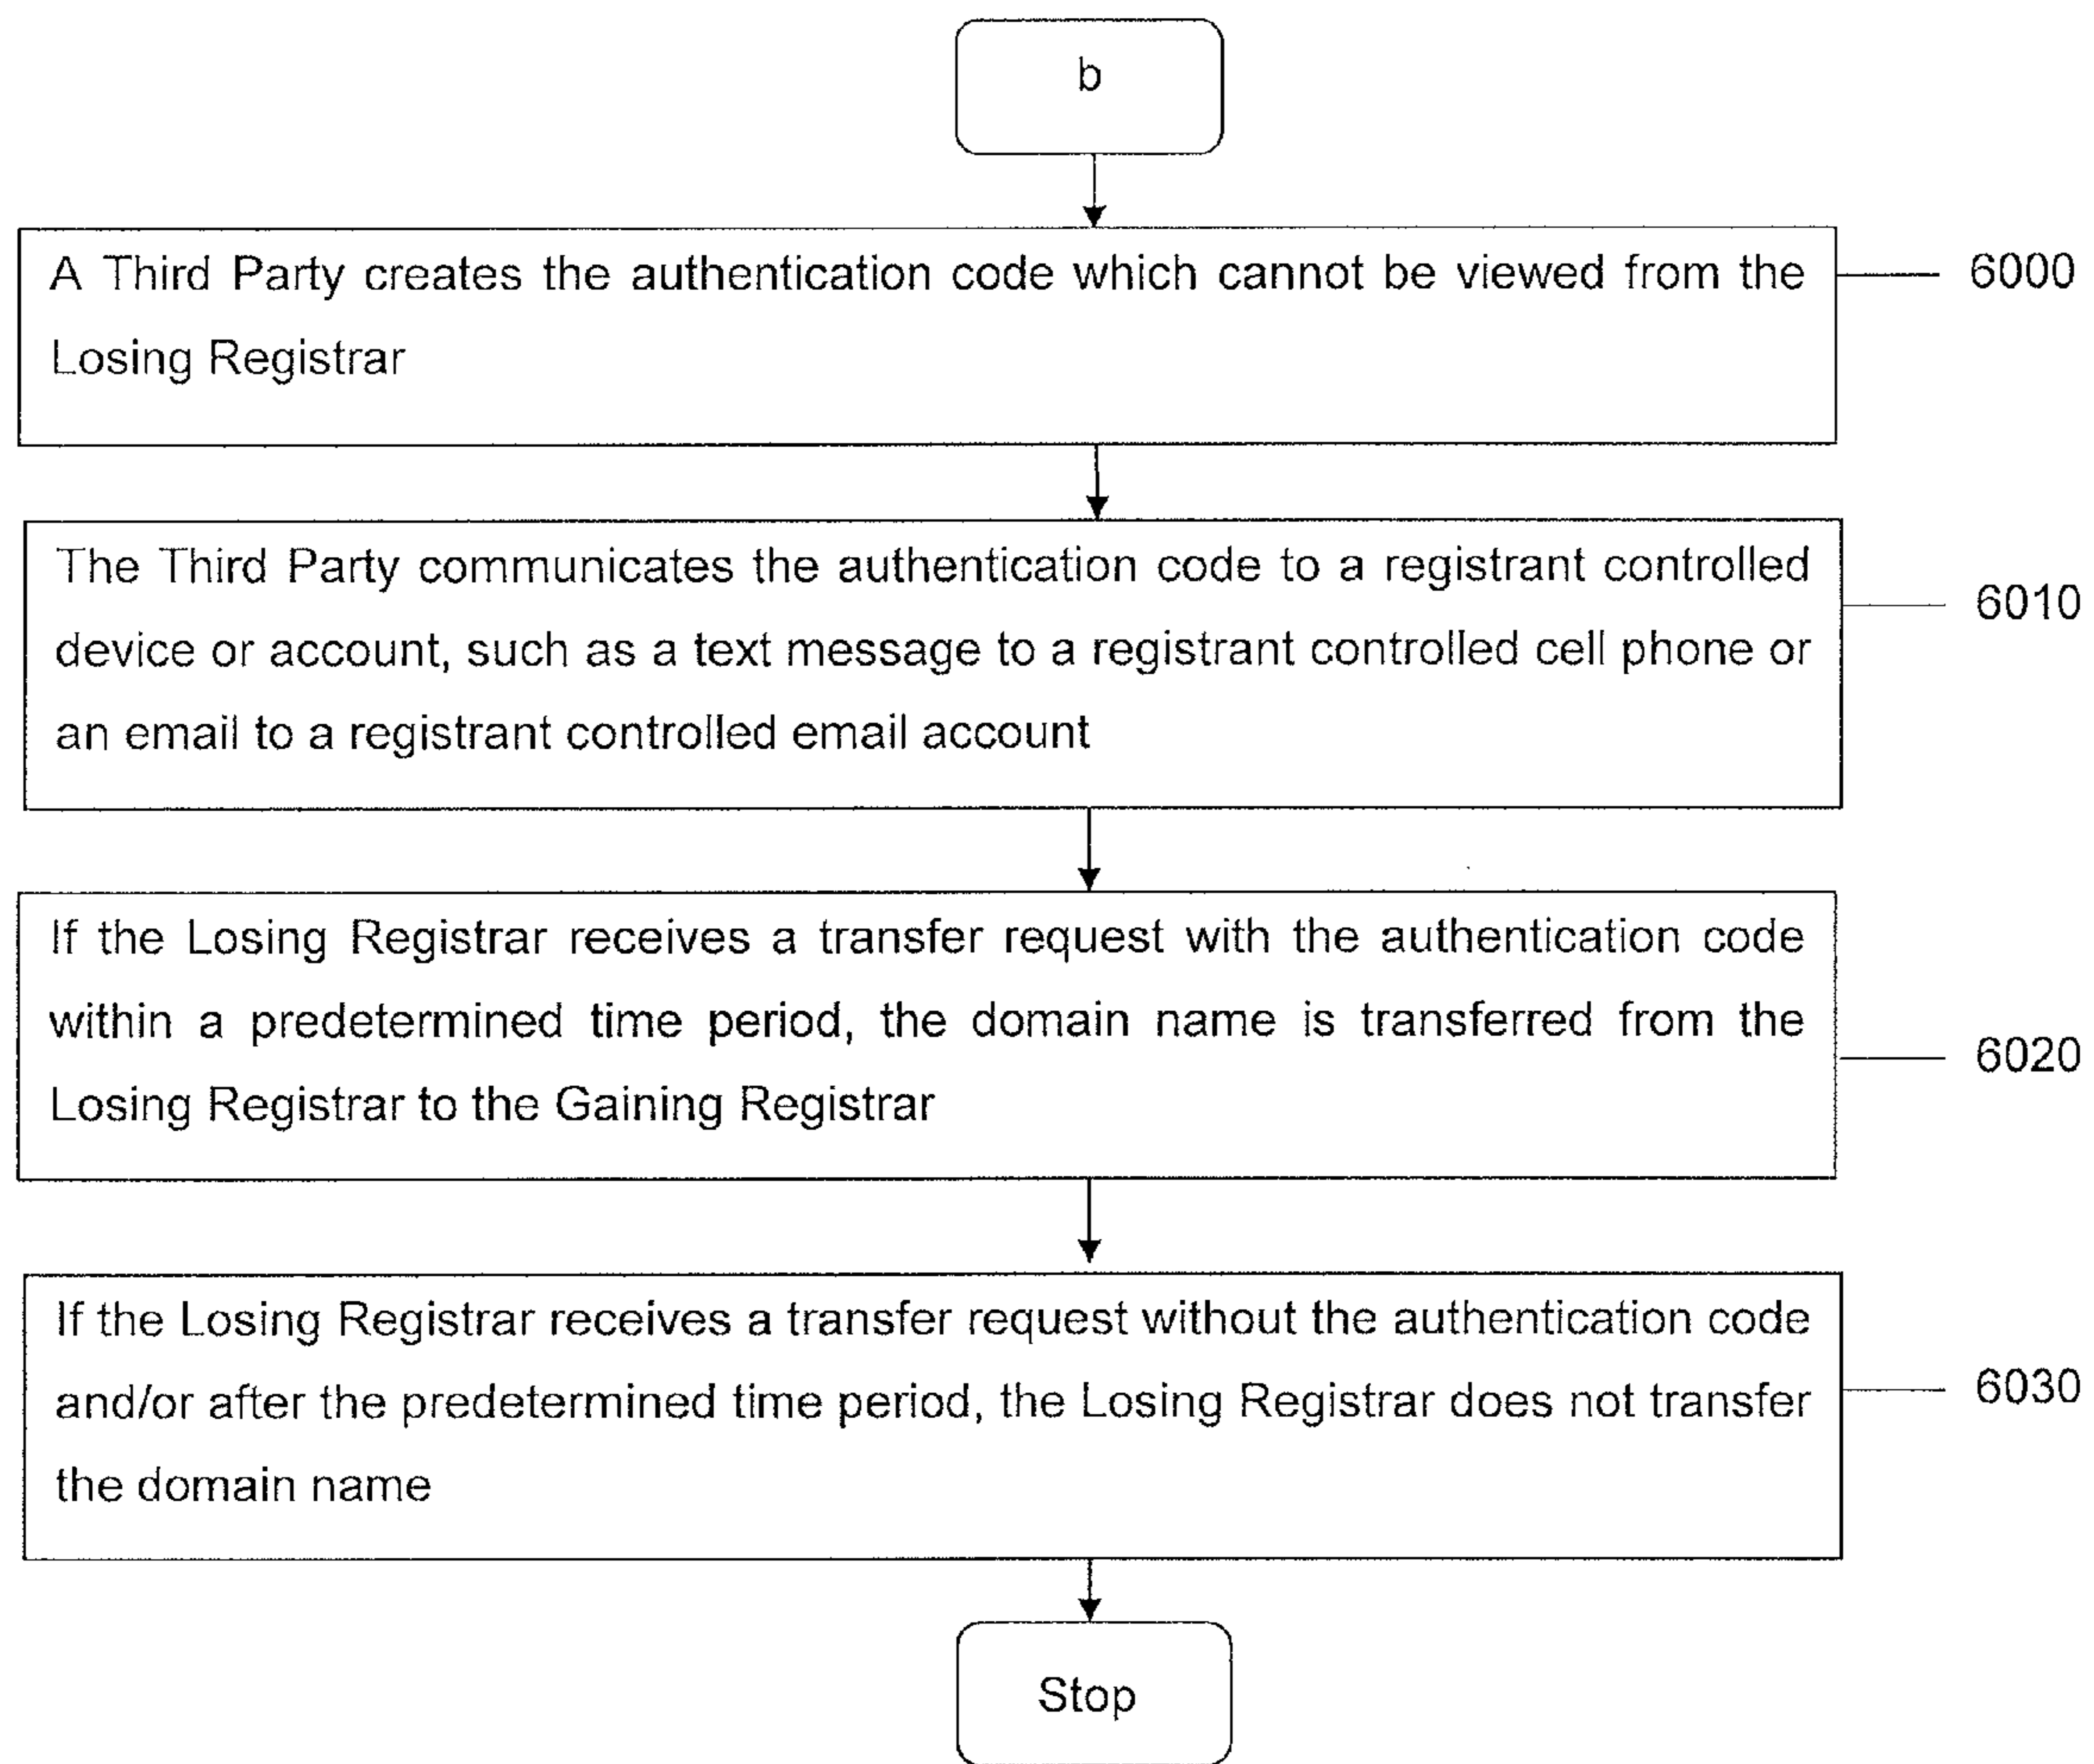 b
A Third Party creates the authentication code which cannot be viewed from the
Losing Registrar
6000
The Third Party communicates the authentication code to a registrant controlled
device or account, such as a text message to a registrant controlled cell phone or
an email to a registrant controlled email account
6010
If the Losing Registrar receives a transfer request with the authentication code
within a predetermined time period, the domain name is transferred from the
Losing Registrar to the Gaining Registrar
6020
If the Losing Registrar receives a transfer request without the authentication code
and/or after the predetermined time period, the Losing Registrar does not transfer
the domain name
6030
Stop